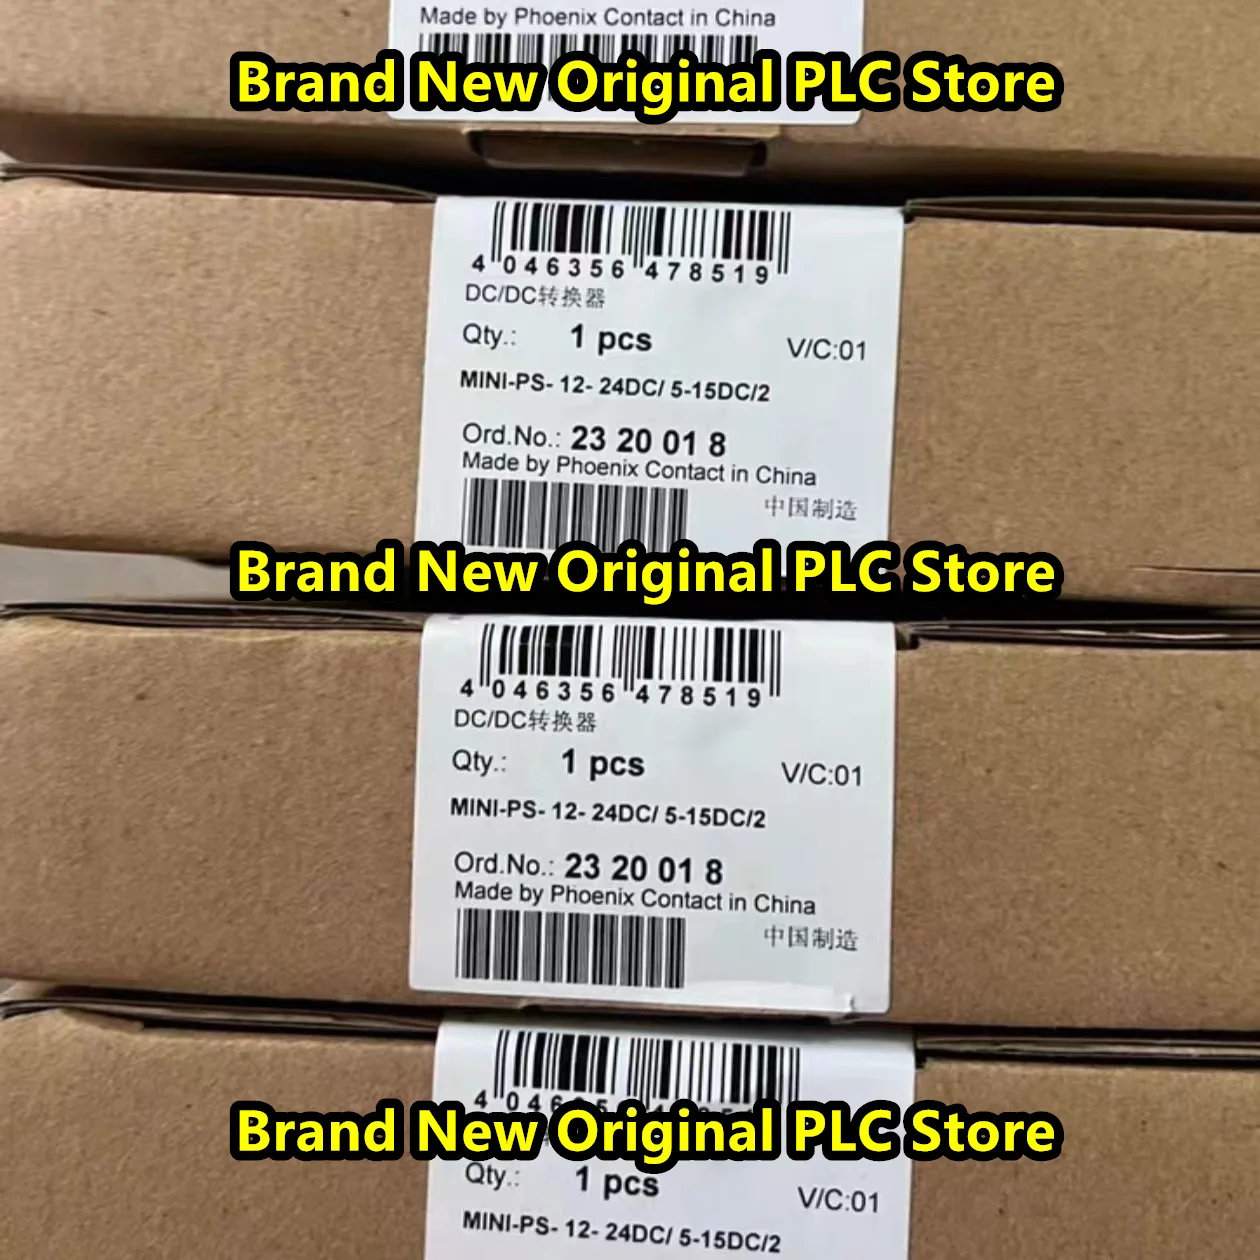 Made by Phoenix Contact in China
Brand New Original PLC Store
4 046356 478519
DC/DC转换器
Qty.: 1 pcs V/C:01
MINI-PS- 12- 24DC/ 5-15DC/2
Ord.No.: 23 20 01 8
Made by Phoenix Contact in China
中国制造
Brand New Original PLC Store
4 046356 478519
DC/DC转换器
Qty.: 1 pcs V/C:01
MINI-PS- 12- 24DC/ 5-15DC/2
Ord.No.: 23 20 01 8
Made by Phoenix Contact in China
中国制造
Brand New Original PLC Store
Qty.: 1 pcs V/C:01
MINI-PS- 12- 24DC/ 5-15DC/2